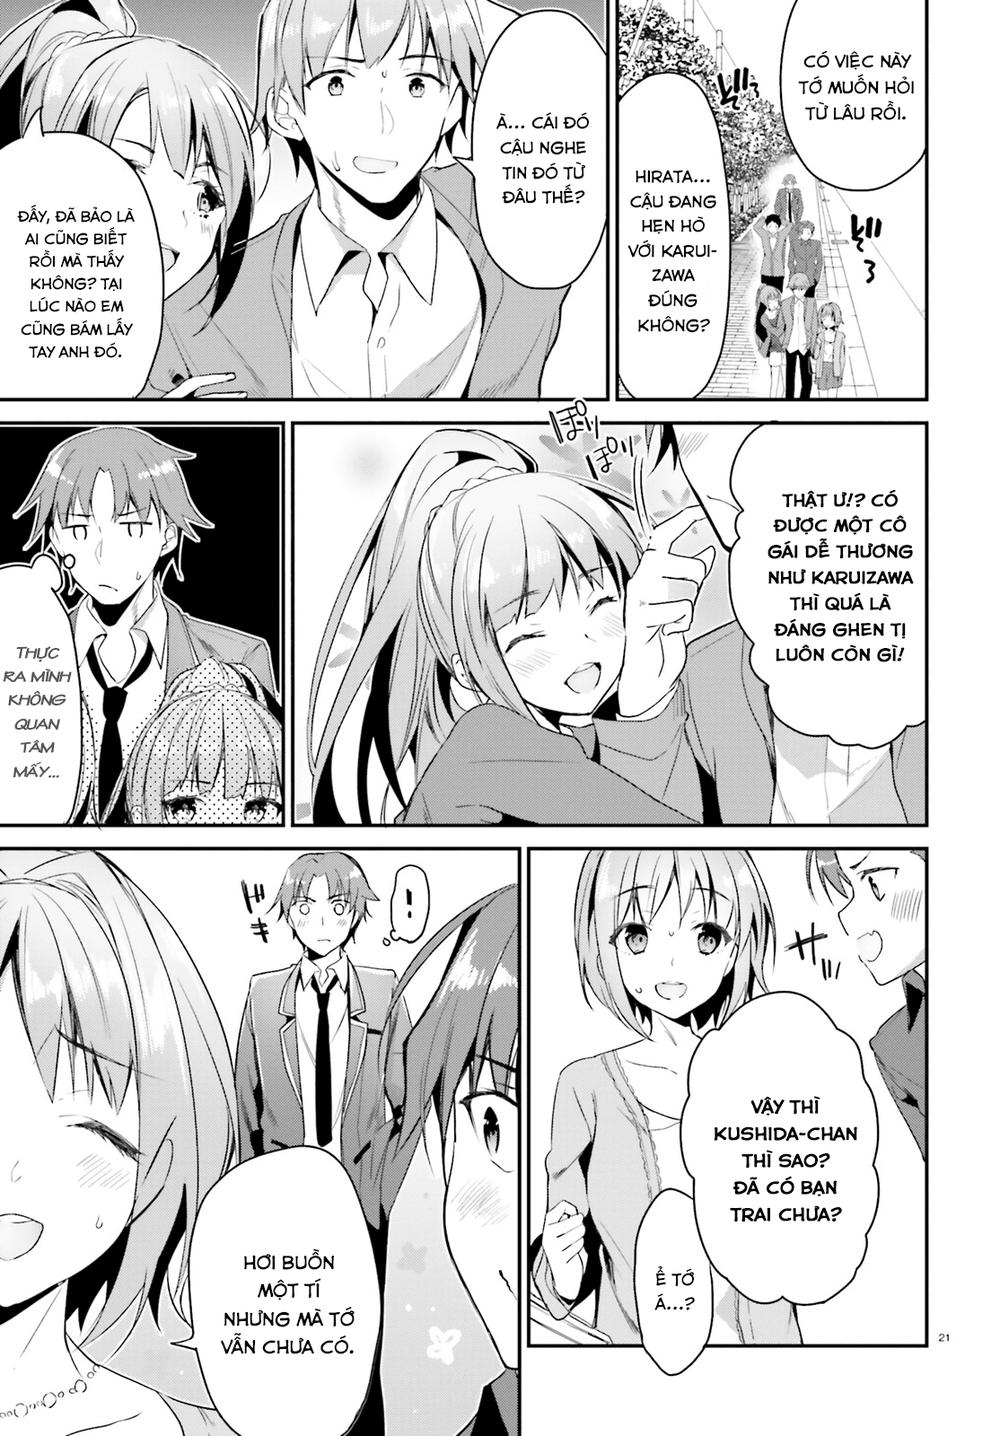 CÓ VIỆC NÀY
TỚ MUỐN HỎI
TỪ LÂU RỒI.
HIRATA...
CẬU ĐANG
HẸN HÒ
VỚI KARUI-
ZAWA
ĐÚNG
KHÔNG?
À... CÁI ĐÓ
CẬU NGHE
TIN ĐÓ TỪ
ĐÂU THẾ?
ĐẤY, ĐÃ BẢO LÀ
AI CŨNG BIẾT
RỒI MÀ THẤY
KHÔNG? TẠI
LÚC NÀO EM
CŨNG BÁM LẤY
TAY ANH ĐÓ.
THẬT Ư!? CÓ
ĐƯỢC MỘT CÔ
GÁI DỄ THƯƠNG
NHƯ KARUIZAWA
THÌ QUÁ LÀ
ĐÁNG GHEN TỊ
LUÔN CÒN GÌ!
ぽり
ぽり
THỰC
RA MÌNH
KHÔNG
QUAN
TÂM
MẤY...
VẬY THÌ
KUSHIDA-CHAN
THÌ SAO?
ĐÃ CÓ BẠN
TRAI CHƯA?
Ể TỚ
Á...?
!
HƠI BUỒN
MỘT TÍ
NHƯNG MÀ TỚ
VẪN CHƯA CÓ.
21